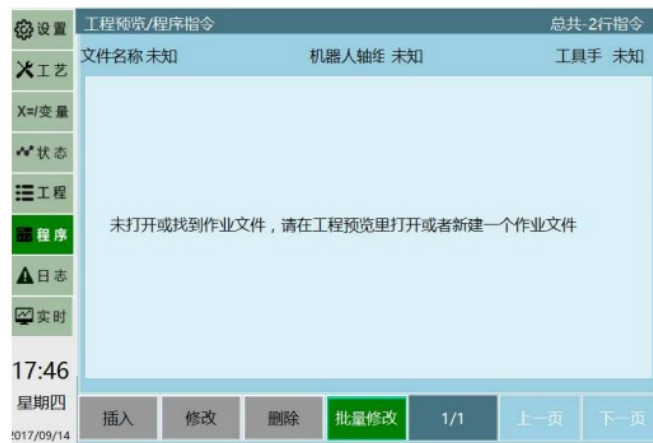 设置
工程预览/程序指令
总共-2行指令
工艺
文件名称 未知
机器人轴组 未知
工具手 未知
X=/变量
状态
工程
程序
未打开或找到作业文件，请在工程预览里打开或者新建一个作业文件
日志
实时
17:46
星期四
2017/09/14
插入
修改
删除
批量修改
1/1
上一页
下一页